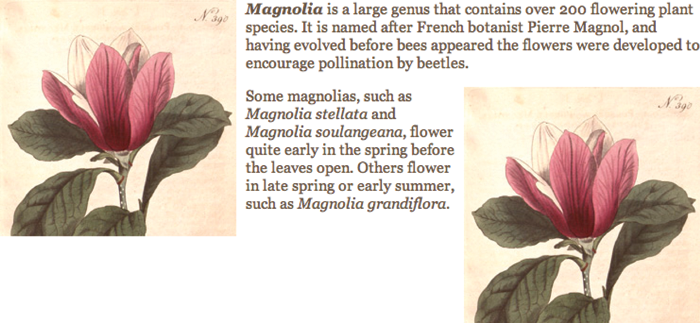 N. 390
Magnolia is a large genus that contains over 200 flowering plant
species. It is named after French botanist Pierre Magnol, and
having evolved before bees appeared the flowers were developed to
encourage pollination by beetles.
Some magnolias, such as
Magnolia stellata and
Magnolia soulangeana, flower
quite early in the spring before
the leaves open. Others flower
in late spring or early summer,
such as Magnolia grandiflora.
N. 390